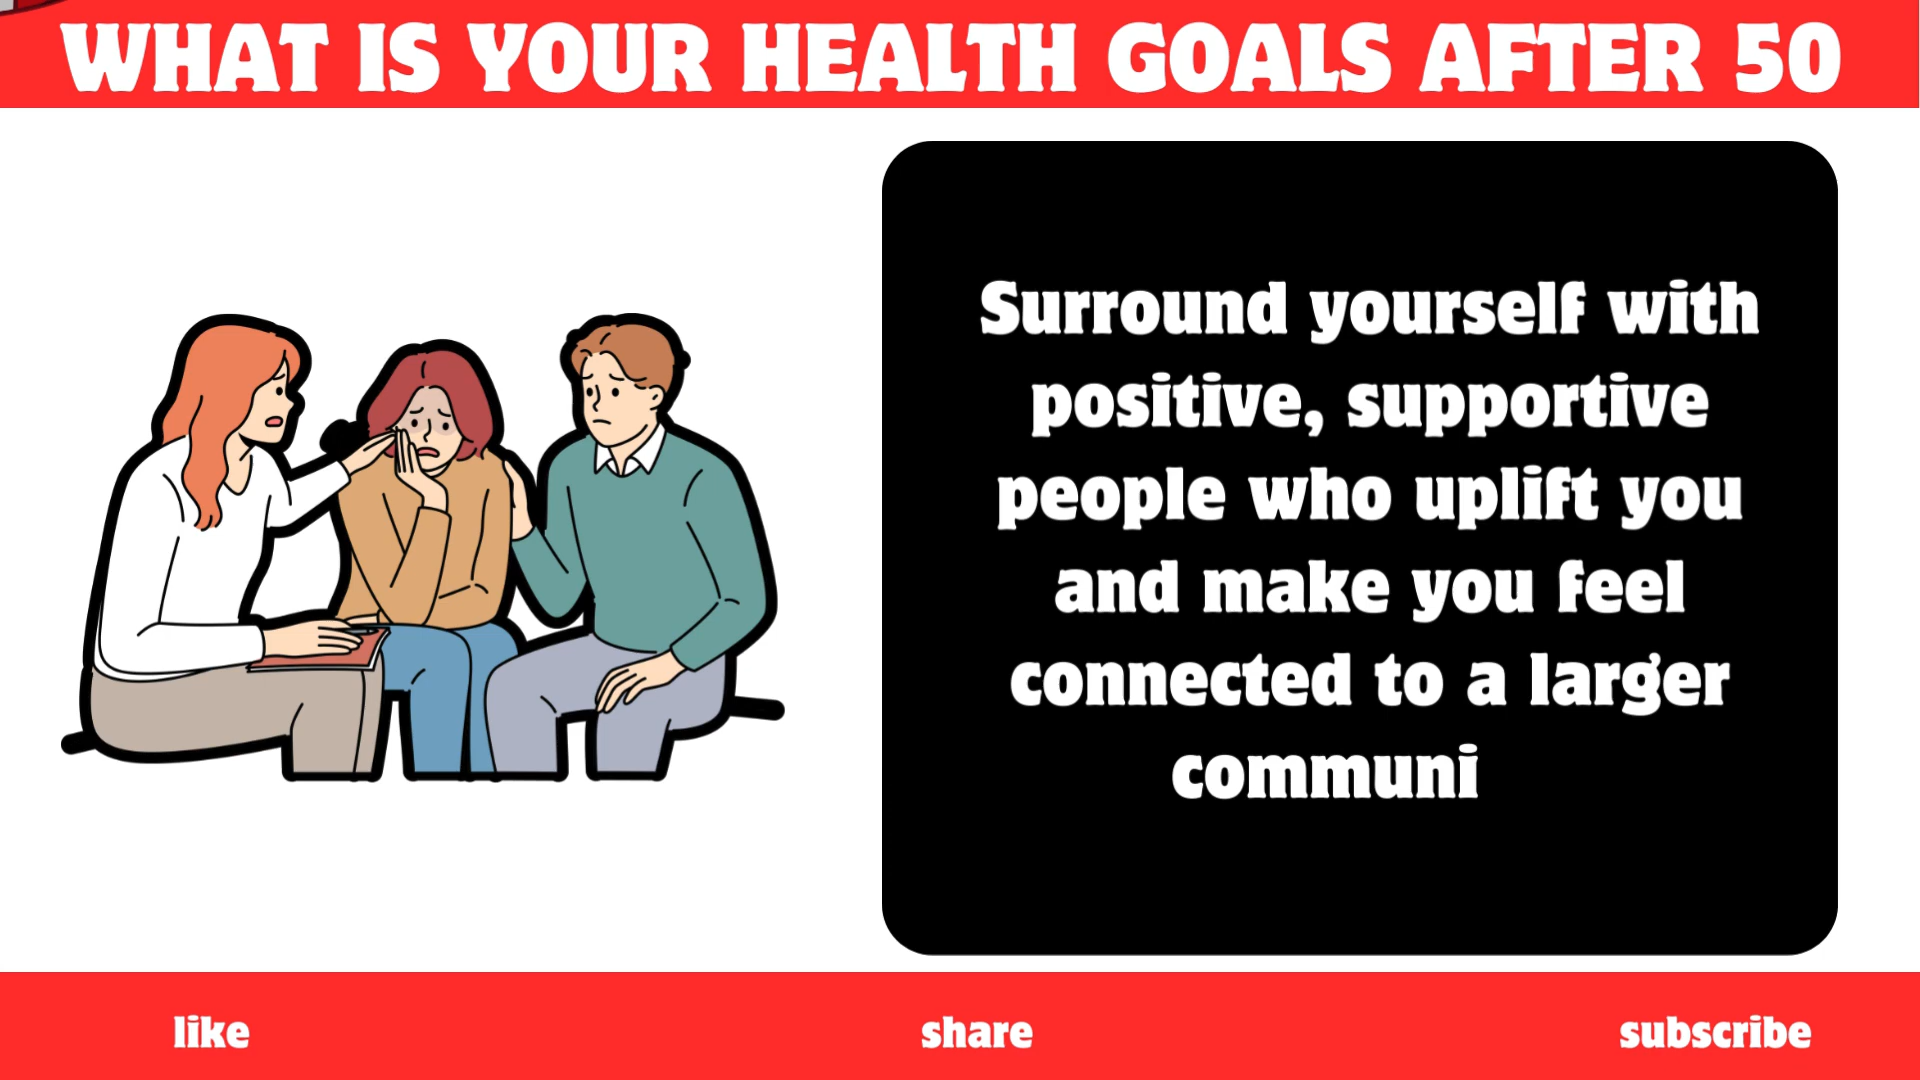 WHAT IS YOUR HEALTH GOALS AFTER 50
Surround yourself with
positive, supportive
people who uplift you
and make you feel
connected to a larger
communi
like
share
subscribe